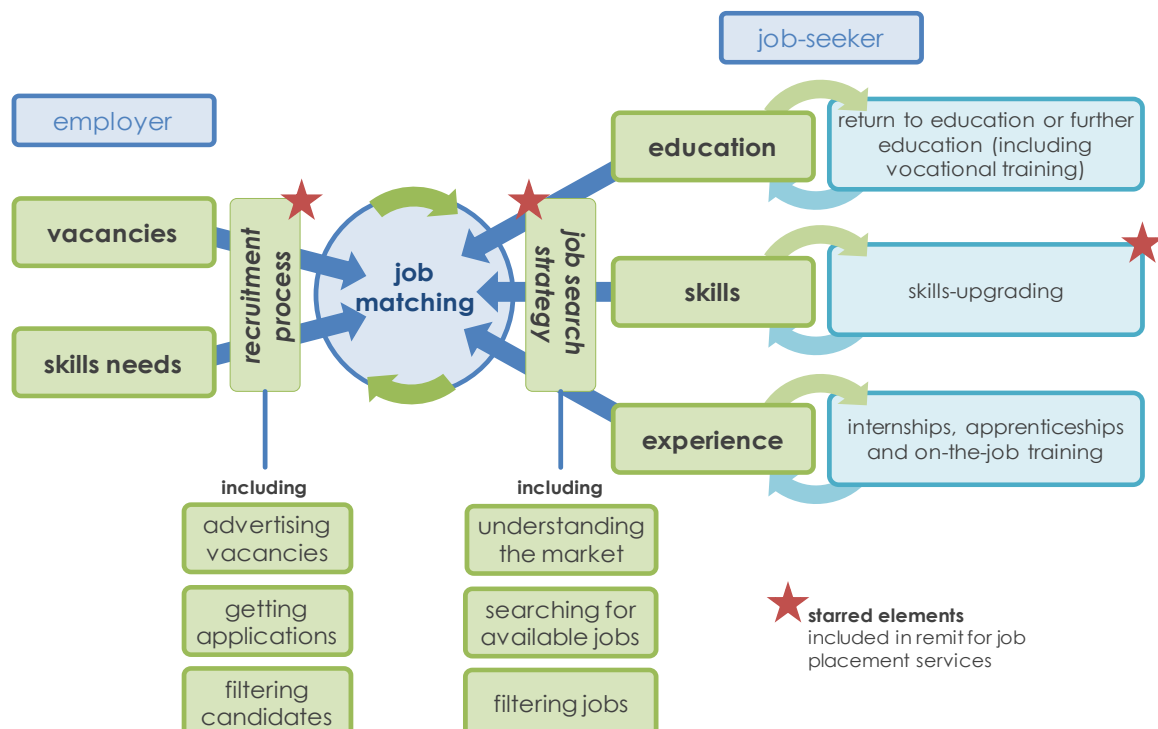 job-seeker
employer
education
return to education or further
education (including
vocational training)
vacancies
recruitment
process
job
matching
job search
strategy
skills
skills-upgrading
skills needs
experience
internships, apprenticeships
and on-the-job training
including
advertising
vacancies
getting
applications
filtering
candidates
including
understanding
the market
searching for
available jobs
filtering jobs
starred elements
included in remit for job
placement services